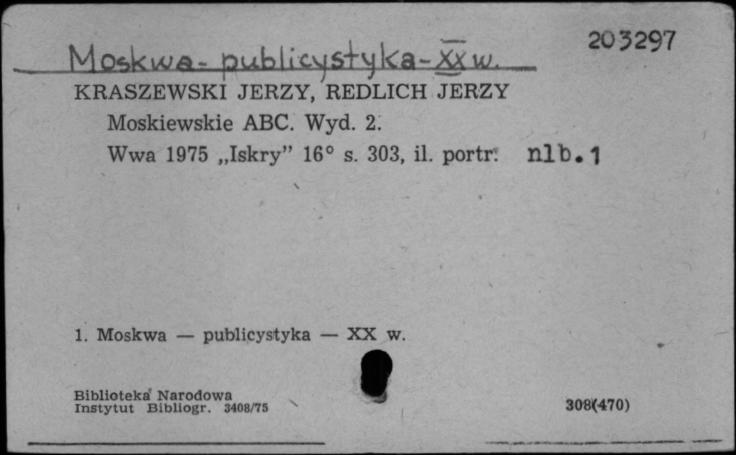 203297
Moskwa - publicystyka - XX w.
KRASZEWSKI JERZY, REDLICH JERZY
Moskiewskie ABC. Wyd. 2.
Wwa 1975 „Iskry” 16° s. 303, il. portr. nlb. 1
1. Moskwa — publicystyka — XX w.
Biblioteka Narodowa
Instytut Bibliogr. 3408/75
308(470)